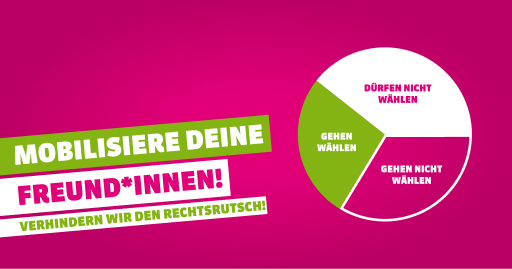 MOBILISIERE DEINE
FREUND*INNEN!
VERHINDERN WIR DEN RECHTSRUTSCH!
DÜRFEN NICHT
WÄHLEN
GEHEN
WÄHLEN
GEHEN NICHT
WÄHLEN